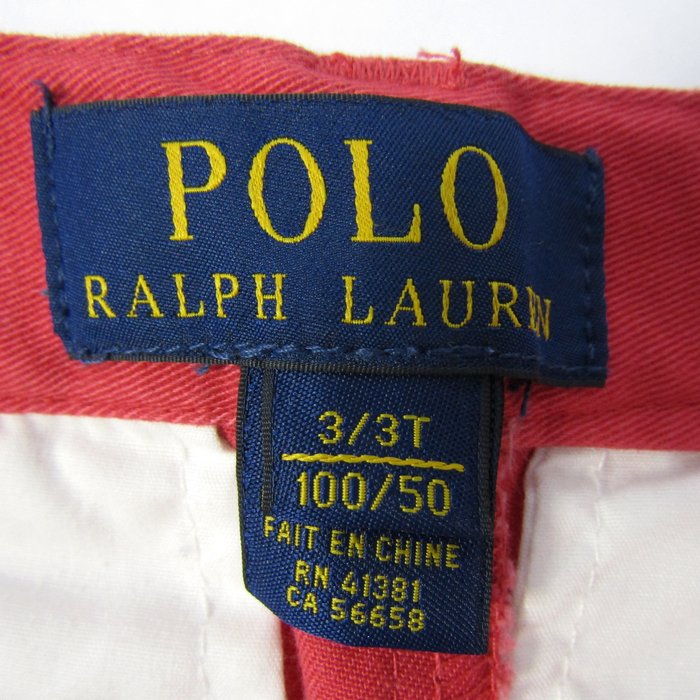 POLO
RALPH LAUREN
3/3T
100/50
FAIT EN CHINE
RN 41381
CA 56658